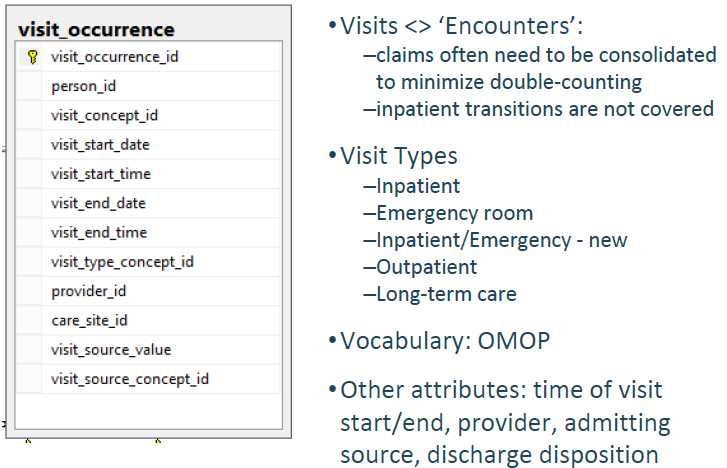 visit_occurrence
visit_occurrence_id
person_id
visit_concept_id
visit_start_date
visit_start_time
visit_end_date
visit_end_time
visit_type_concept_id
provider_id
care_site_id
visit_source_value
visit_source_concept_id
•Visits <> ‘Encounters’:
–claims often need to be consolidated
to minimize double-counting
–inpatient transitions are not covered
•Visit Types
–Inpatient
–Emergency room
–Inpatient/Emergency - new
–Outpatient
–Long-term care
•Vocabulary: OMOP
•Other attributes: time of visit
start/end, provider, admitting
source, discharge disposition